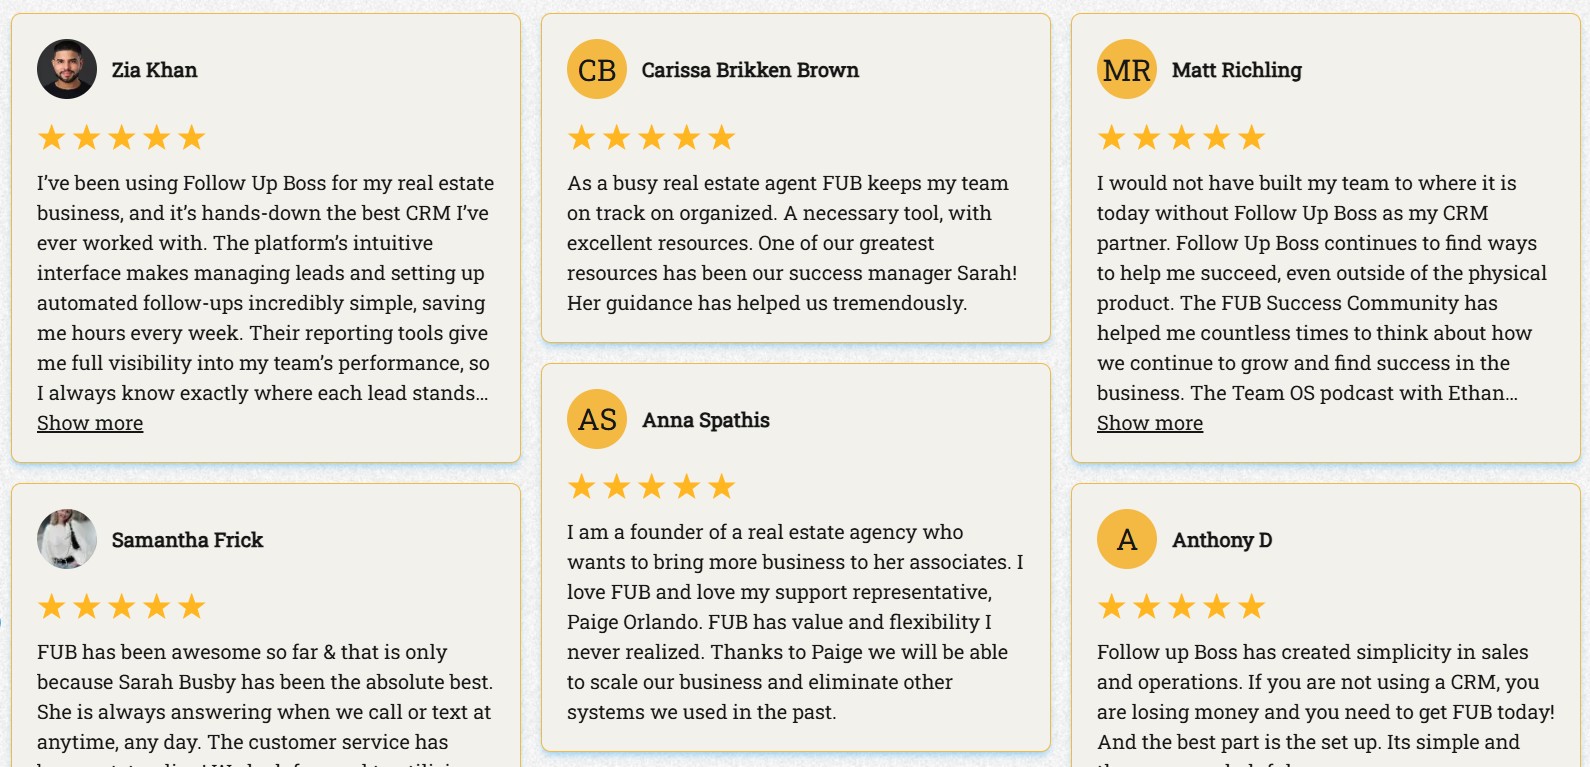 Zia Khan
I’ve been using Follow Up Boss for my real estate
business, and it’s hands-down the best CRM I’ve
ever worked with. The platform’s intuitive
interface makes managing leads and setting up
automated follow-ups incredibly simple, saving
me hours every week. Their reporting tools give
me full visibility into my team’s performance, so
I always know exactly where each lead stands...
Show more
Samantha Frick
FUB has been awesome so far & that is only
because Sarah Busby has been the absolute best.
She is always answering when we call or text at
anytime, any day. The customer service has
CB
Carissa Brikken Brown
As a busy real estate agent FUB keeps my team
on track on organized. A necessary tool, with
excellent resources. One of our greatest
resources has been our success manager Sarah!
Her guidance has helped us tremendously.
AS
Anna Spathis
I am a founder of a real estate agency who
wants to bring more business to her associates. I
love FUB and love my support representative,
Paige Orlando. FUB has value and flexibility I
never realized. Thanks to Paige we will be able
to scale our business and eliminate other
systems we used in the past.
MR
Matt Richling
I would not have built my team to where it is
today without Follow Up Boss as my CRM
partner. Follow Up Boss continues to find ways
to help me succeed, even outside of the physical
product. The FUB Success Community has
helped me countless times to think about how
we continue to grow and find success in the
business. The Team OS podcast with Ethan...
Show more
A
Anthony D
Follow up Boss has created simplicity in sales
and operations. If you are not using a CRM, you
are losing money and you need to get FUB today!
And the best part is the set up. Its simple and